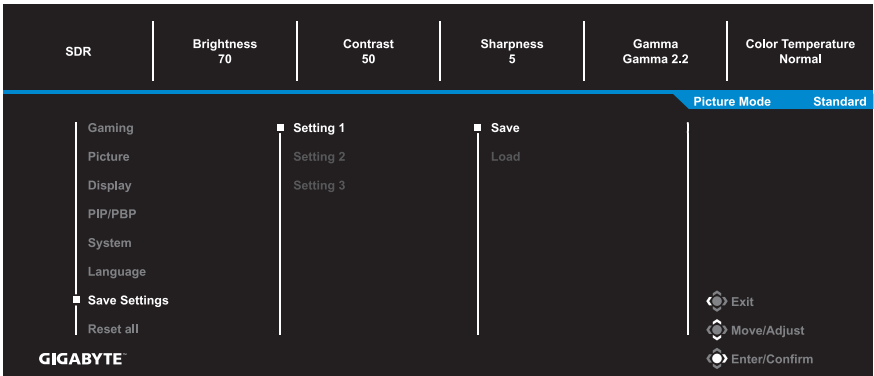 SDR
Brightness
70
Contrast
50
Sharpness
5
Gamma
Gamma 2.2
Color Temperature
Normal
Picture Mode Standard
Gaming
Picture
Display
PIP/PBP
System
Language
Save Settings
Reset all
Setting 1
Setting 2
Setting 3
Save
Load
Exit
Move/Adjust
Enter/Confirm
GIGABYTE™